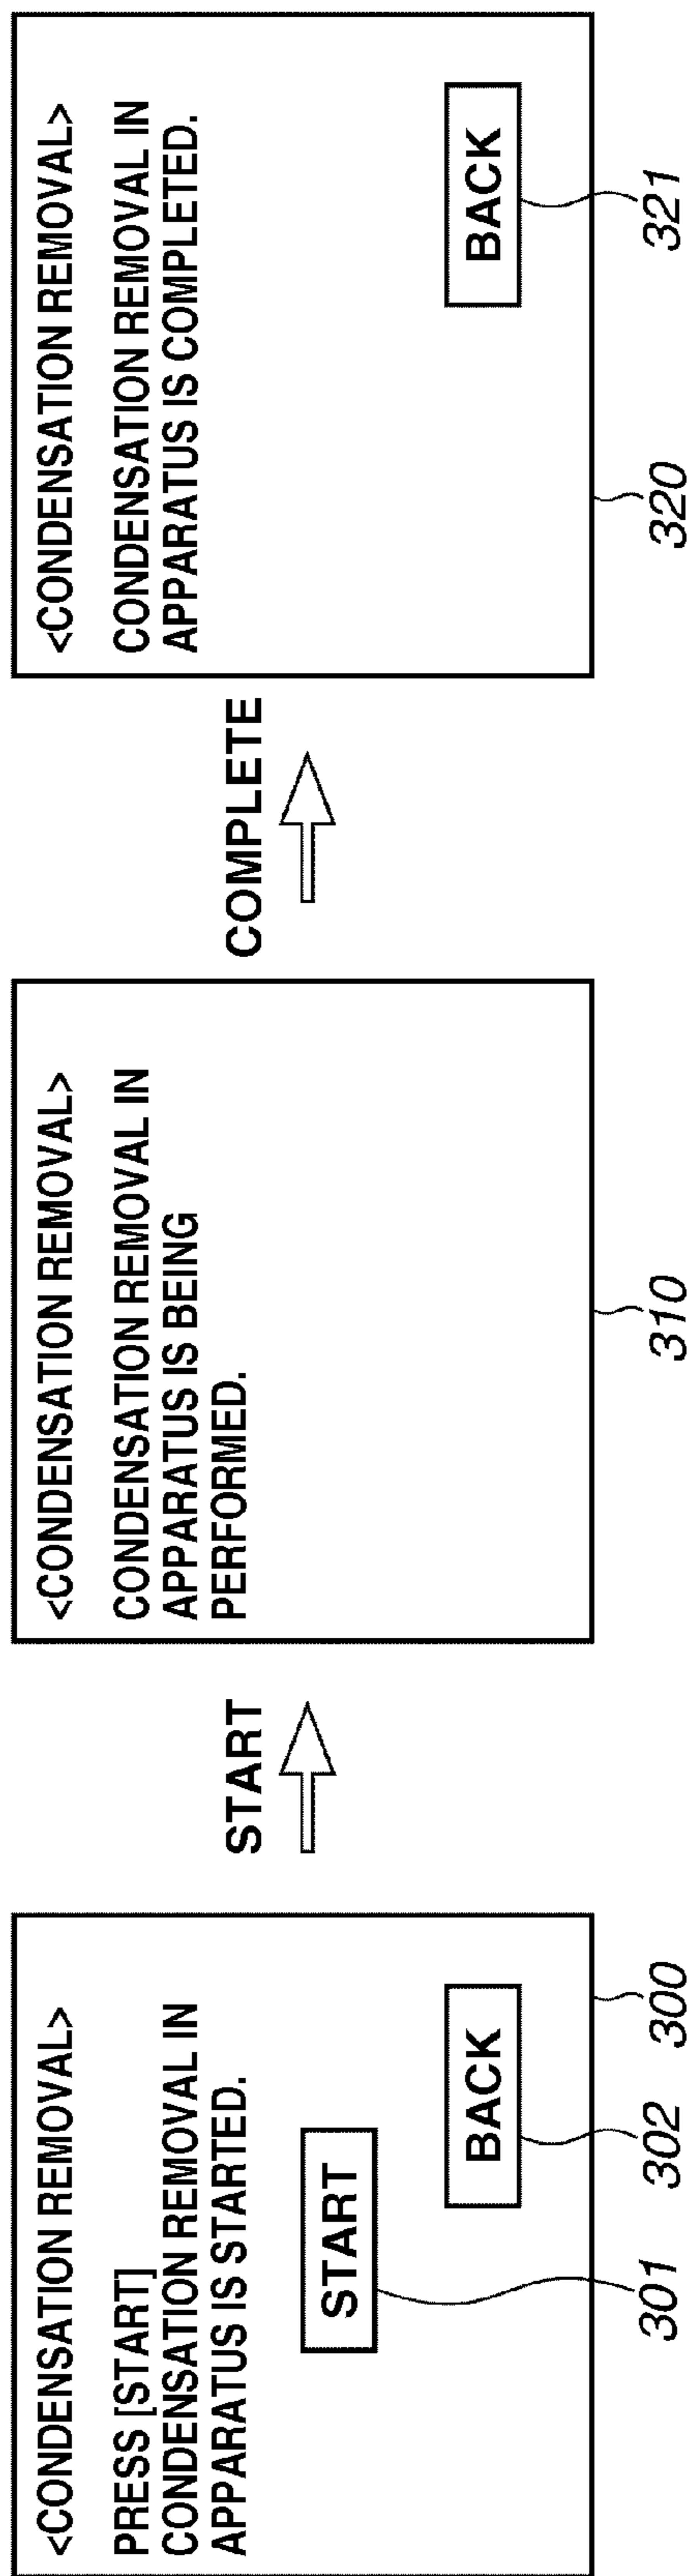 <CONDENSATION REMOVAL>
PRESS [START]
CONDENSATION REMOVAL IN
APPARATUS IS STARTED.
START
BACK
301
302
300
START
<CONDENSATION REMOVAL>
CONDENSATION REMOVAL IN
APPARATUS IS BEING
PERFORMED.
310
COMPLETE
<CONDENSATION REMOVAL>
CONDENSATION REMOVAL IN
APPARATUS IS COMPLETED.
BACK
320
321